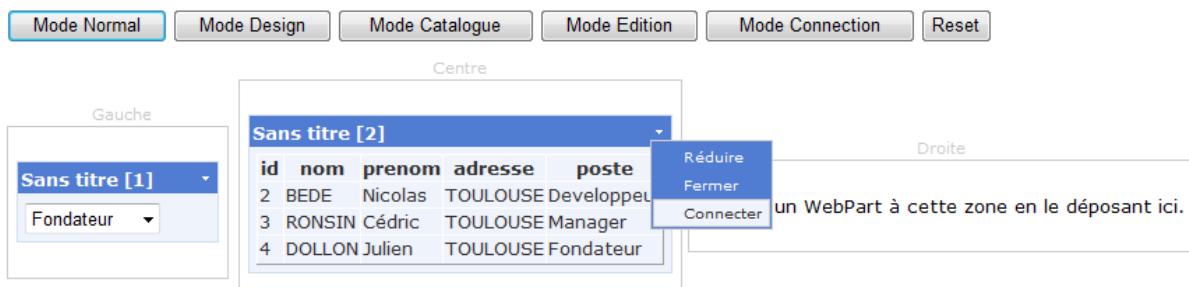 Mode Normal Mode Design Mode Catalogue Mode Edition Mode Connection Reset
Centre
Gauche
Sans titre [2]
Droite
Réduire
id nom prenom adresse poste
Sans titre [1]
Fermer
2 BEDE Nicolas TOULOUSE Developpeu
Connecter
un WebPart à cette zone en le déposant ici.
Fondateur
3 RONSIN Cédric TOULOUSE Manager
4 DOLLON Julien TOULOUSE Fondateur